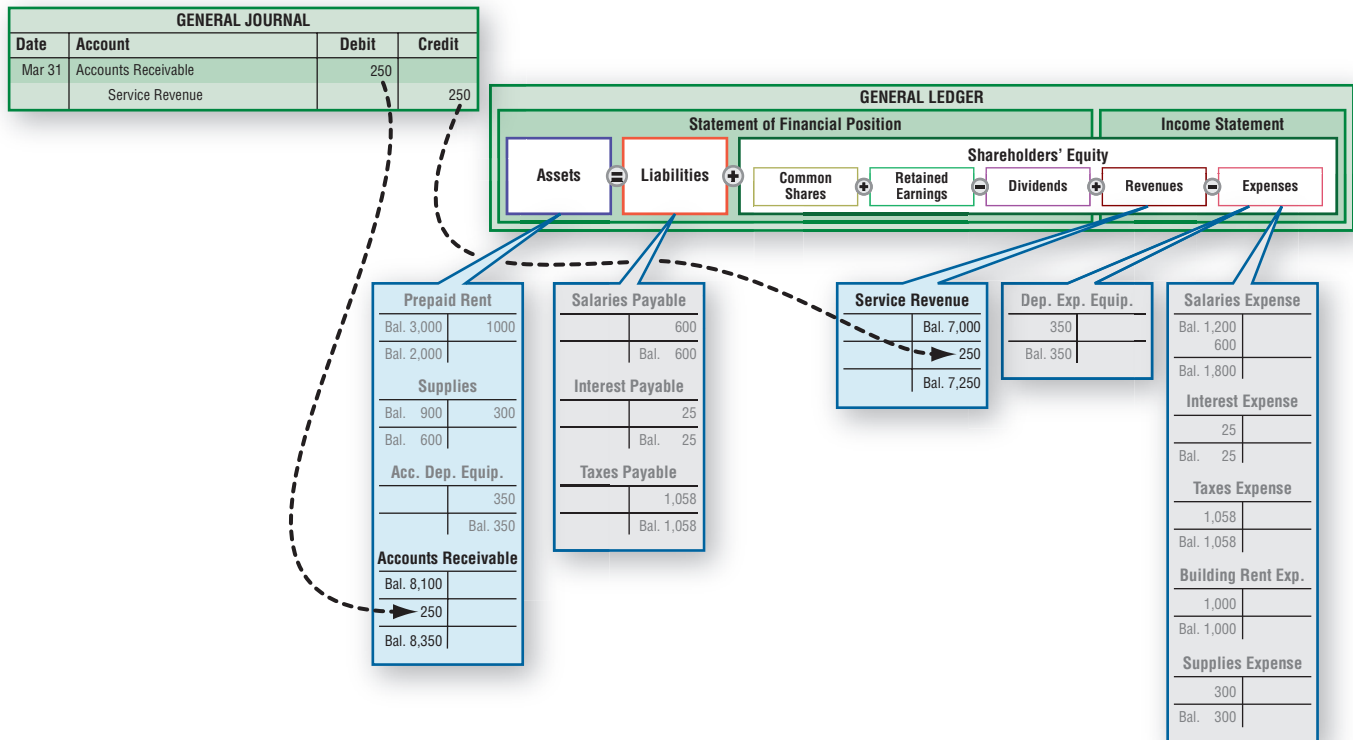 GENERAL JOURNAL
Date Account Debit Credit
Mar 31 Accounts Receivable 250
Service Revenue 250
GENERAL LEDGER
Statement of Financial Position Income Statement
Shareholders' Equity
Assets = Liabilities + Common Shares + Retained Earnings - Dividends + Revenues - Expenses
Prepaid Rent
Bal. 3,000 1000
Bal. 2,000
Supplies
Bal. 900 300
Bal. 600
Acc. Dep. Equip.
350
Bal. 350
Accounts Receivable
Bal. 8,100
250
Bal. 8,350
Salaries Payable
600
Bal. 600
Interest Payable
25
Bal. 25
Taxes Payable
1,058
Bal. 1,058
Service Revenue
Bal. 7,000
250
Bal. 7,250
Dep. Exp. Equip.
350
Bal. 350
Salaries Expense
Bal. 1,200
600
Bal. 1,800
Interest Expense
25
Bal. 25
Taxes Expense
1,058
Bal. 1,058
Building Rent Exp.
1,000
Bal. 1,000
Supplies Expense
300
Bal. 300